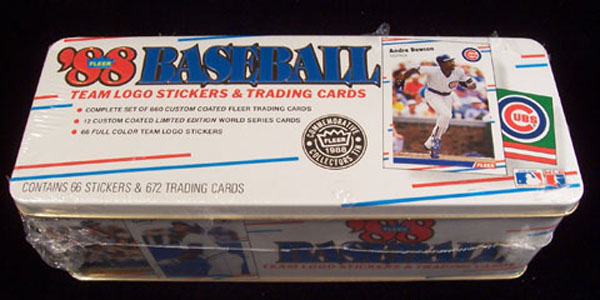 '88 BASEBALL
FLEER
TEAM LOGO STICKERS & TRADING CARDS
• COMPLETE SET OF 660 CUSTOM COATED FLEER TRADING CARDS
• 12 CUSTOM COATED LIMITED EDITION WORLD SERIES CARDS
• 66 FULL COLOR TEAM LOGO STICKERS
COMMEMORATIVE
FLEER
1988
COLLECTORS TIN
Andre Dawson
FLEER
CUBS
CONTAINS 66 STICKERS & 672 TRADING CARDS
'88 BASEBALL
FLEER
TEAM LOGO STICKERS & TRADING CARDS